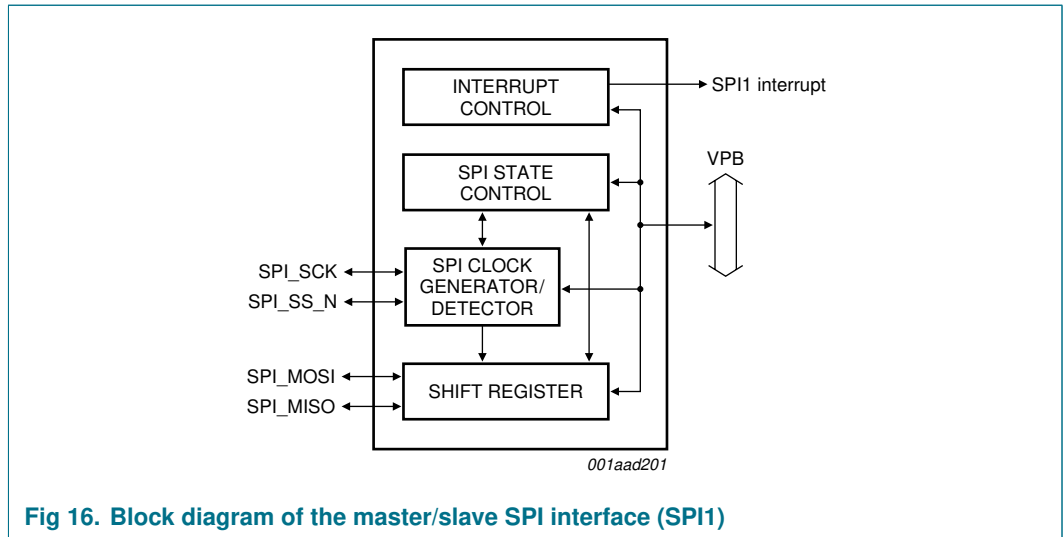 INTERRUPT
CONTROL
SPI1 interrupt
VPB
SPI STATE
CONTROL
SPI_SCK
SPI_SS_N
SPI CLOCK
GENERATOR/
DETECTOR
SPI_MOSI
SPI_MISO
SHIFT REGISTER
001aad201
Fig 16. Block diagram of the master/slave SPI interface (SPI1)